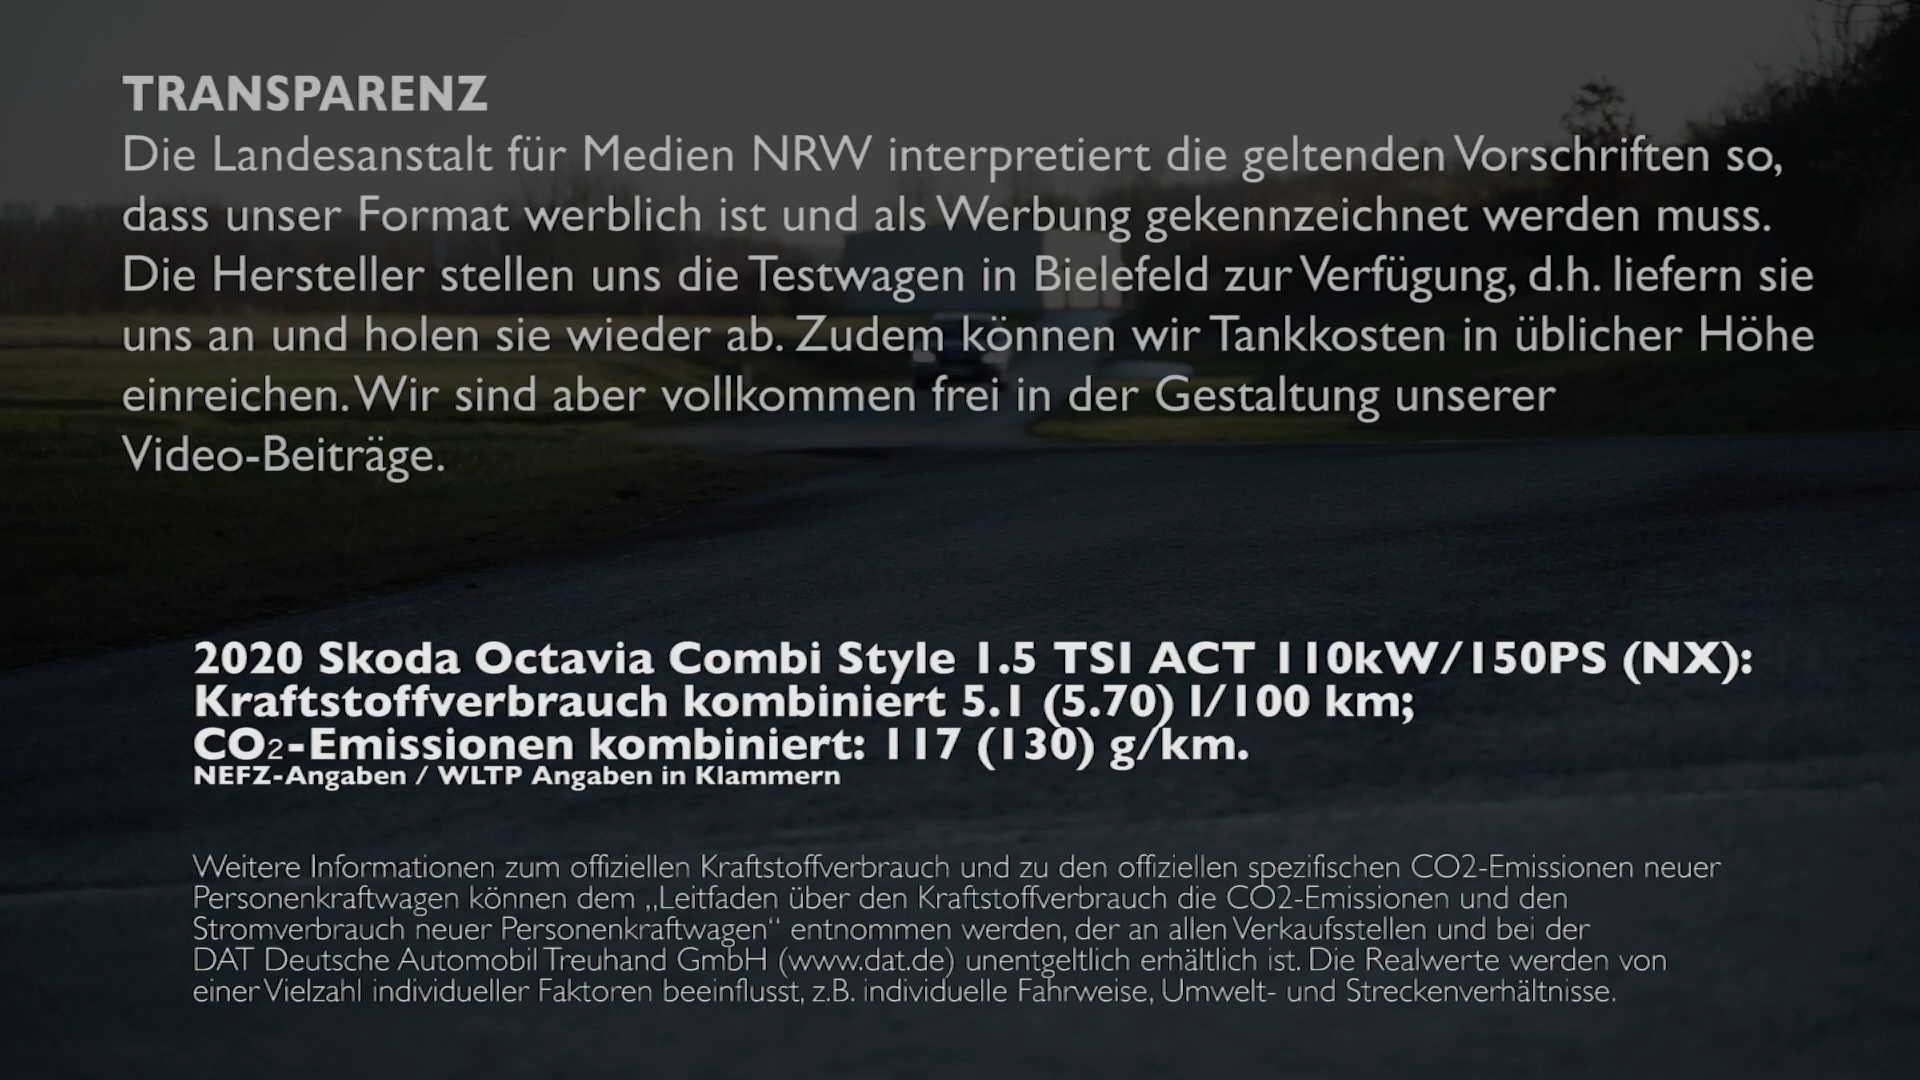 TRANSPARENZ
Die Landesanstalt für Medien NRW interpretiert die geltenden Vorschriften so,
dass unser Format werblich ist und als Werbung gekennzeichnet werden muss.
Die Hersteller stellen uns die Testwagen in Bielefeld zur Verfügung, d.h. liefern sie
uns an und holen sie wieder ab. Zudem können wir Tankkosten in üblicher Höhe
einreichen. Wir sind aber vollkommen frei in der Gestaltung unserer
Video-Beiträge.
2020 Skoda Octavia Combi Style 1.5 TSI ACT 110kW/150PS (NX):
Kraftstoffverbrauch kombiniert 5.1 (5.70) l/100 km;
CO2-Emissionen kombiniert: 117 (130) g/km.
NEFZ-Angaben / WLTP Angaben in Klammern
Weitere Informationen zum offiziellen Kraftstoffverbrauch und zu den offiziellen spezifischen CO2-Emissionen neuer
Personenkraftwagen können dem „Leitfaden über den Kraftstoffverbrauch die CO2-Emissionen und den
Stromverbrauch neuer Personenkraftwagen“ entnommen werden, der an allen Verkaufsstellen und bei der
DAT Deutsche Automobil Treuhand GmbH (www.dat.de) unentgeltlich erhältlich ist. Die Realwerte werden von
einer Vielzahl individueller Faktoren beeinflusst, z.B. individuelle Fahrweise, Umwelt- und Streckenverhältnisse.